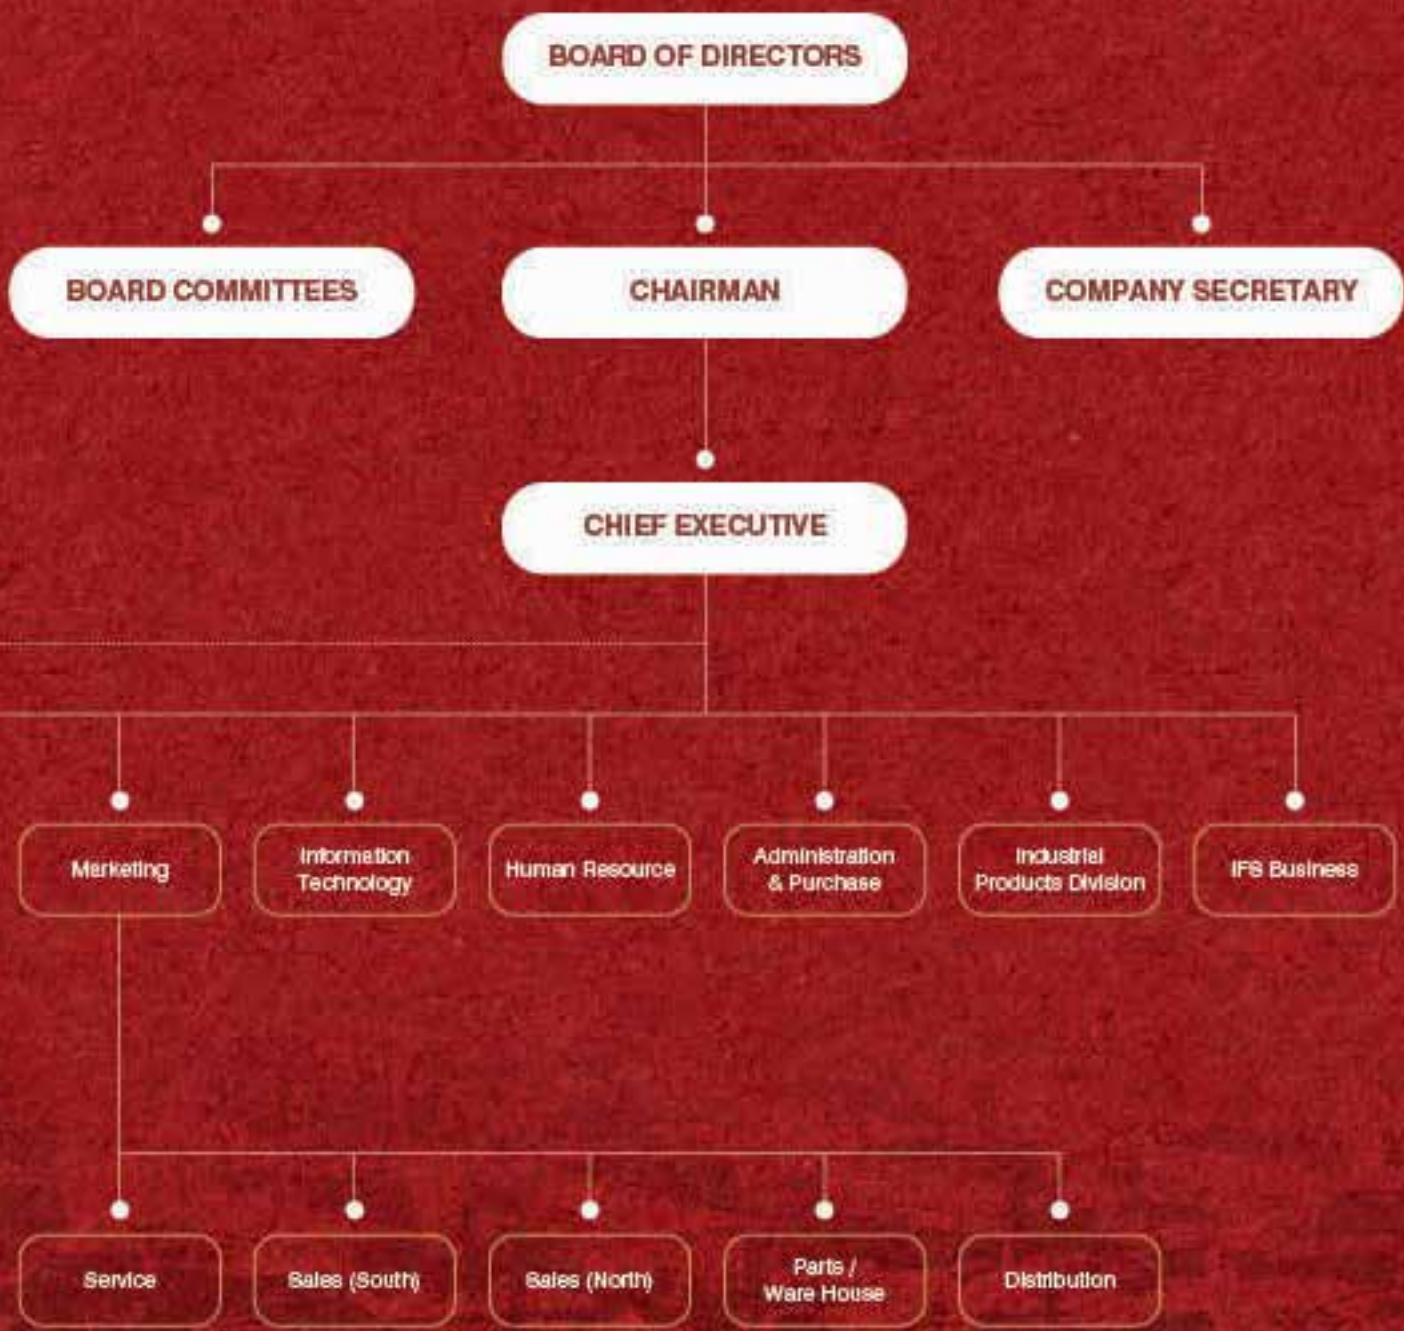 BOARD OF DIRECTORS
BOARD COMMITTEES
CHAIRMAN
COMPANY SECRETARY
CHIEF EXECUTIVE
Marketing
Information
Technology
Human Resource
Administration
& Purchase
Industrial
Products Division
IFS Business
Service
Sales (South)
Sales (North)
Parts /
Ware House
Distribution